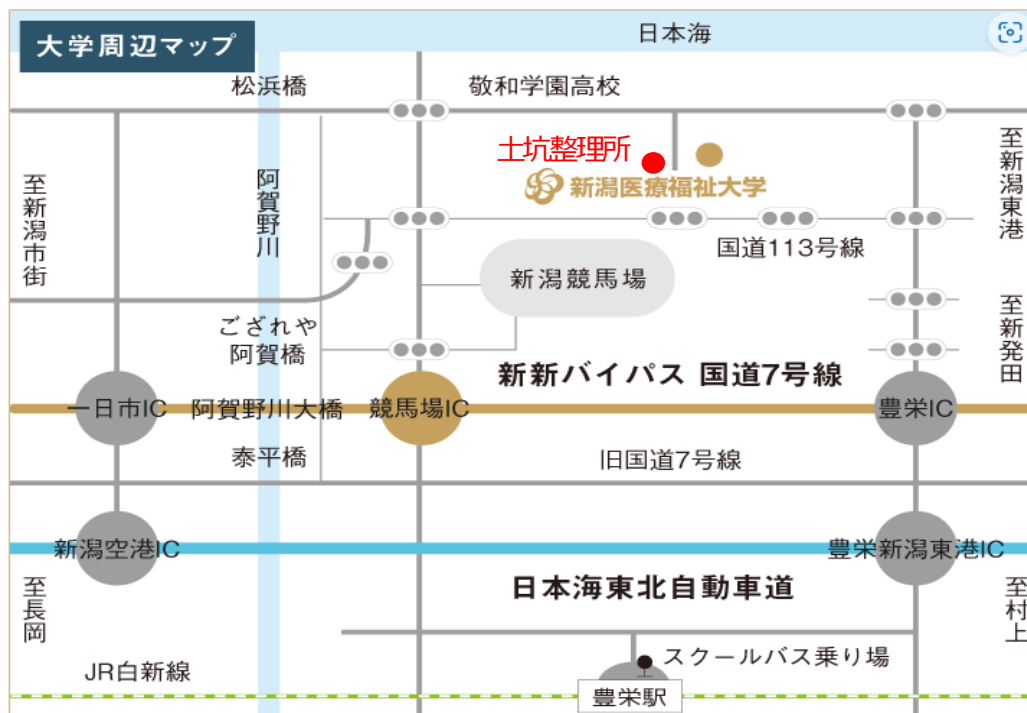 大学周辺マップ
日本海
松浜橋
敬和学園高校
至新潟市街
阿賀野川
土坑整理所
新潟医療福祉大学
至新潟東港
国道113号線
新潟競馬場
ござれや
阿賀橋
至新発田
新新バイパス 国道7号線
一日市IC
阿賀野川大橋
競馬場IC
豊栄IC
泰平橋
旧国道7号線
新潟空港IC
豊栄新潟東港IC
至長岡
日本海東北自動車道
至村上
JR白新線
スクールバス乗り場
豊栄駅